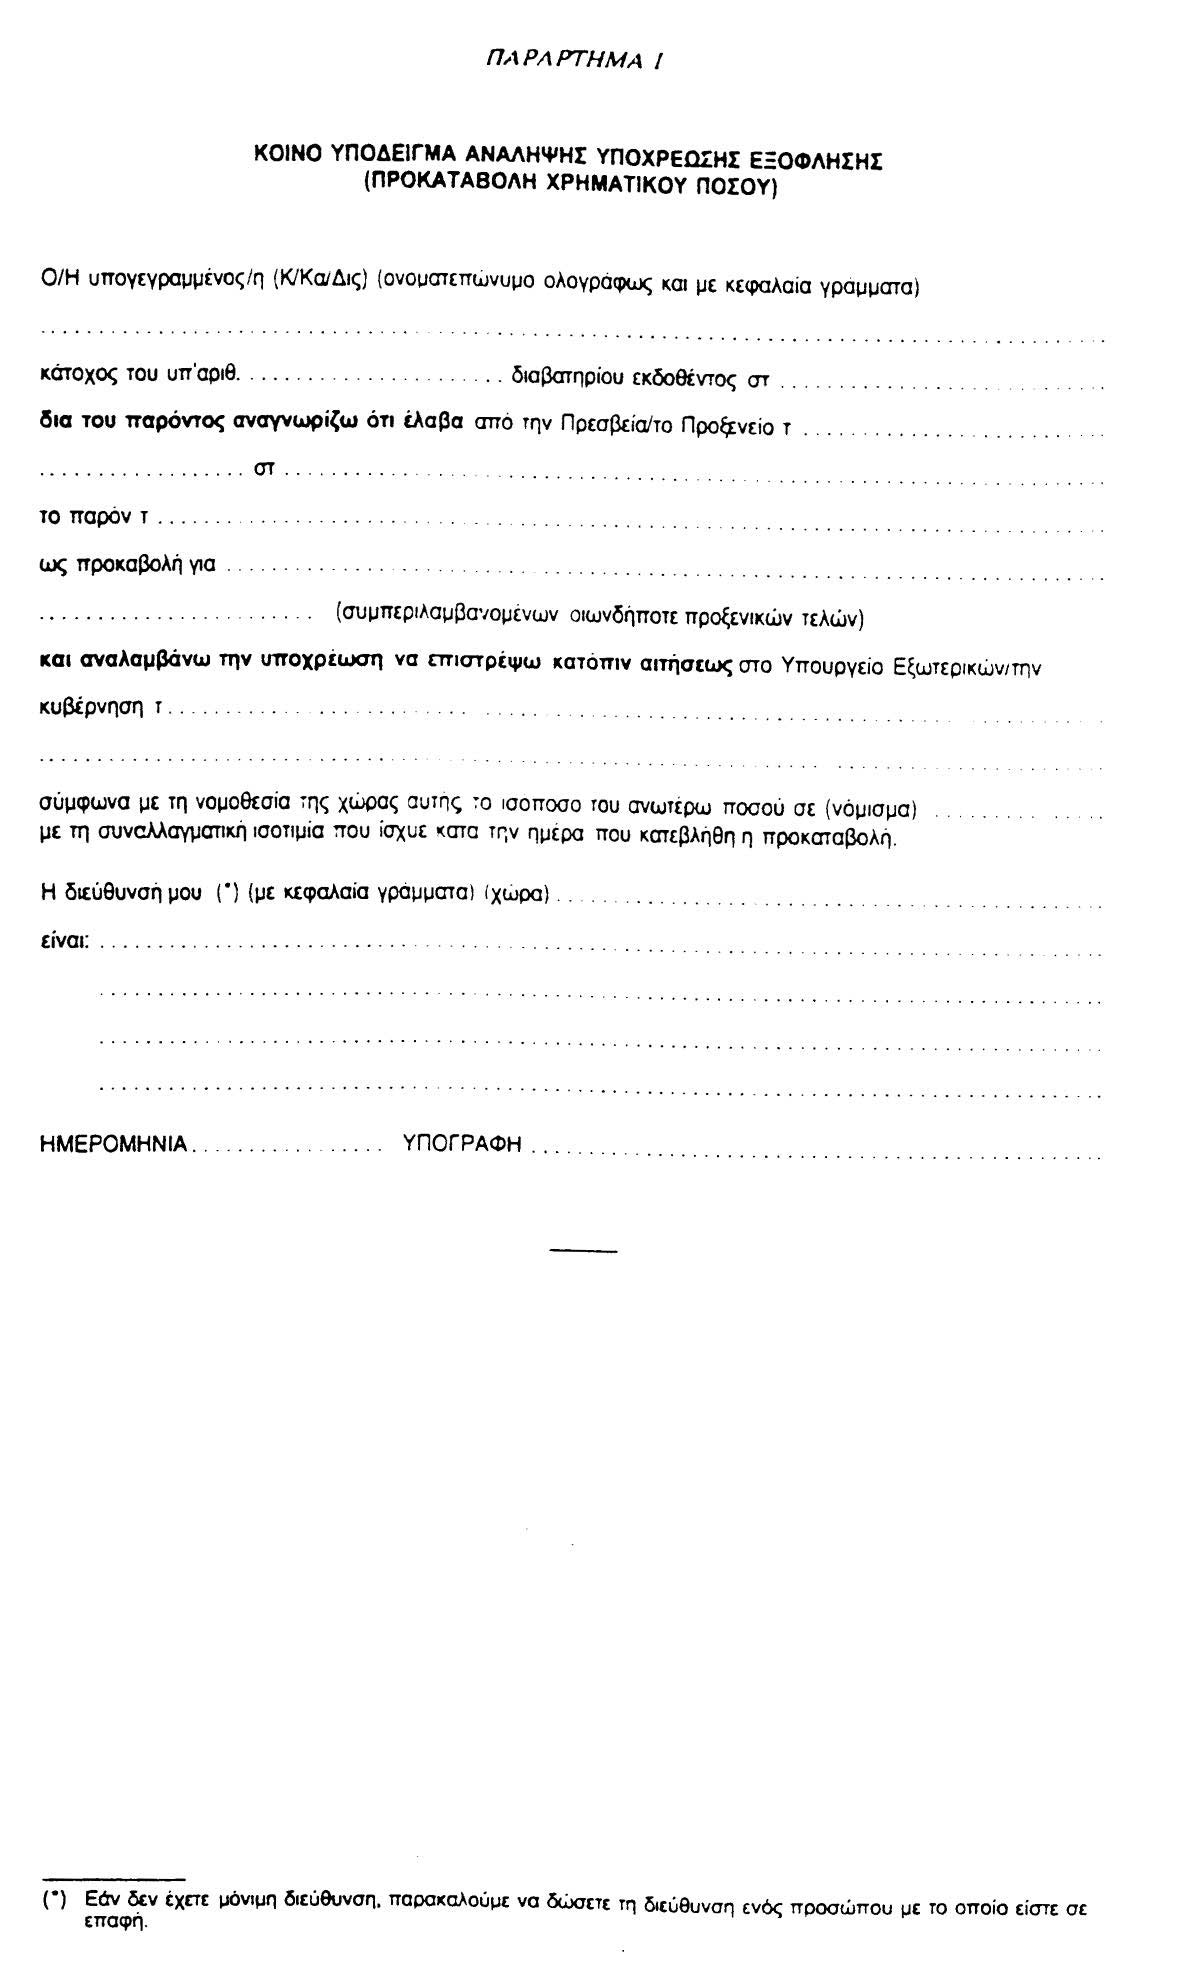 ΠΑΡΑΡΤΗΜΑ Ι
ΚΟΙΝΟ ΥΠΟΔΕΙΓΜΑ ΑΝΑΛΗΨΗΣ ΥΠΟΧΡΕΩΣΗΣ ΕΞΟΦΛΗΣΗΣ
(ΠΡΟΚΑΤΑΒΟΛΗ ΧΡΗΜΑΤΙΚΟΥ ΠΟΣΟΥ)
Ο/Η υπογεγραμμένος/η (Κ/Κα/Δις) (ονοματεπώνυμο ολογράφως και με κεφαλαία γράμματα)
..........................................................................................
κάτοχος του υπ'αριθ. ...................... διαβατηρίου εκδοθέντος στ ............................
δια του παρόντος αναγνωρίζω ότι έλαβα από την Πρεσβεία/το Προξενείο τ ..........................
.................. στ ......................................................................
το παρόν τ ................................................................................
ως προκαβολή για ..........................................................................
........................ (συμπεριλαμβανομένων οιωνδήποτε προξενικών τελών)
και αναλαμβάνω την υποχρέωση να επιστρέψω κατόπιν αιτήσεως στο Υπουργείο Εξωτερικών/την
κυβέρνηση τ ................................................................................
..........................................................................................
σύμφωνα με τη νομοθεσία της χώρας αυτής το ισόποσο του ανωτέρω ποσού σε (νόμισμα) ...............
με τη συναλλαγματική ισοτιμία που ίσχυε κατά την ημέρα που κατεβλήθη η προκαταβολή.
Η διεύθυνσή μου (*) (με κεφαλαία γράμματα) (χώρα) ...............................................
είναι: .....................................................................................
.....................................................................................
.....................................................................................
.....................................................................................
ΗΜΕΡΟΜΗΝΙΑ ................. ΥΠΟΓΡΑΦΗ .................................................
(*) Εάν δεν έχετε μόνιμη διεύθυνση, παρακαλούμε να δώσετε τη διεύθυνση ενός προσώπου με το οποίο είστε σε
επαφή.